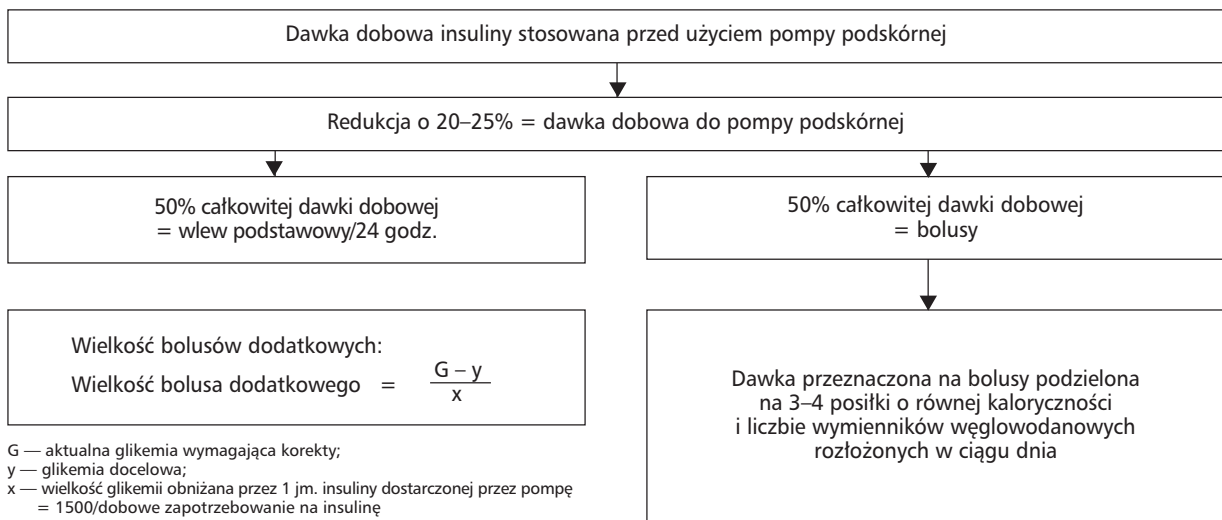 Dawka dobowa insuliny stosowana przed użyciem pompy podskórnej
Redukcja o 20–25% = dawka dobowa do pompy podskórnej
50% całkowitej dawki dobowej
= wlew podstawowy/24 godz.
50% całkowitej dawki dobowej
= bolusy
Wielkość bolusów dodatkowych:
Wielkość bolusa dodatkowego = G – y
x
G — aktualna glikemia wymagająca korekty;
y — glikemia docelowa;
x — wielkość glikemii obniżana przez 1 jm. insuliny dostarczonej przez pompę
= 1500/dobowe zapotrzebowanie na insulinę
Dawka przeznaczona na bolusy podzielona
na 3–4 posiłki o równej kaloryczności
i liczbie wymienników węglowodanowych
rozłożonych w ciągu dnia